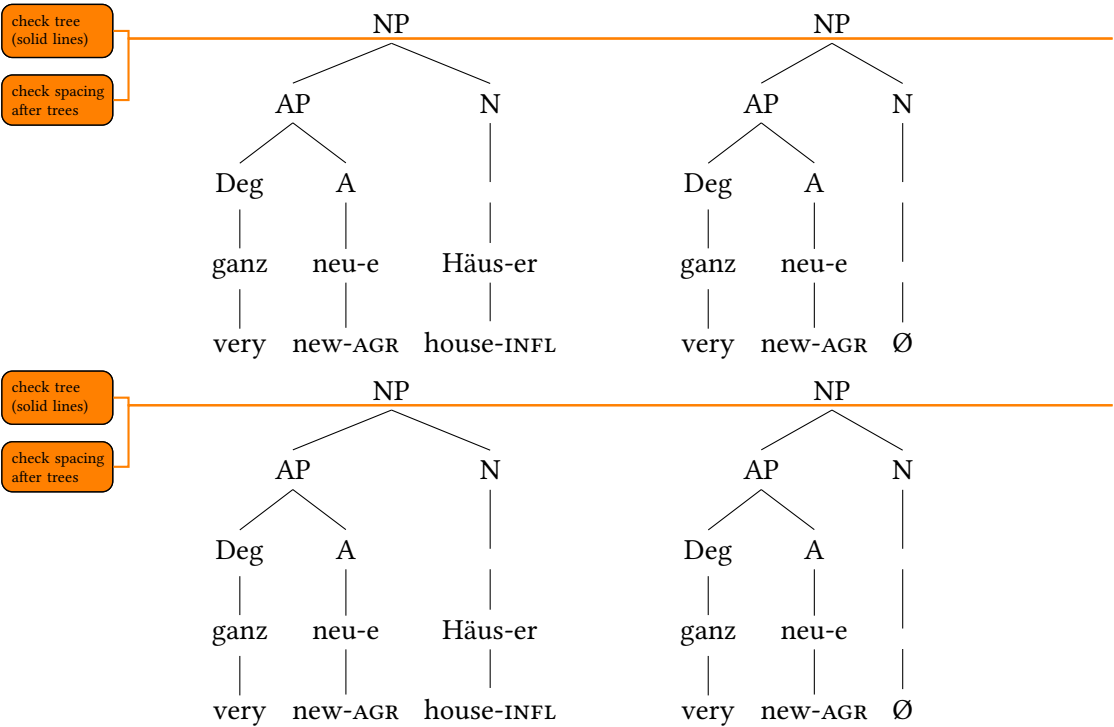 check tree
(solid lines)
NP NP
check spacing
after trees
AP N AP N
Deg A Deg A
ganz neu-e Häus-er ganz neu-e
very new-AGR house-INFL very new-AGR Ø
check tree
(solid lines)
NP NP
check spacing
after trees
AP N AP N
Deg A Deg A
ganz neu-e Häus-er ganz neu-e
very new-AGR house-INFL very new-AGR Ø